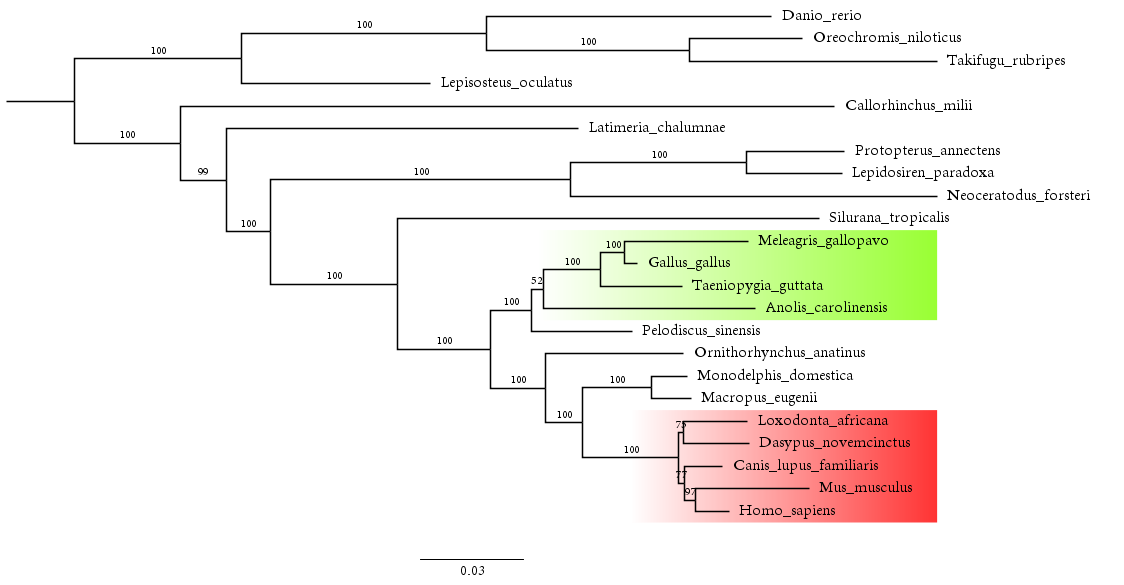 Danio_rerio
100
Oreochromis_niloticus
100
100
Takifugu_rubripes
Lepisosteus_oculatus
Callorhinchus_milii
100
Latimeria_chalumnae
Protopterus_annectens
100
99
100
Lepidosiren_paradoxa
Neoceratodus_forsteri
Silurana_tropicalis
100
Meleagris_gallopavo
100
Gallus_gallus
100
100
52
Taeniopygia_guttata
100
Anolis_carolinensis
Pelodiscus_sinensis
100
Ornithorhynchus_anatinus
Monodelphis_domestica
100
100
Macropus_eugenii
100
Loxodonta_africana
75
Dasypus_novemcinctus
100
Canis_lupus_familiaris
77
Mus_musculus
97
Homo_sapiens
0.03